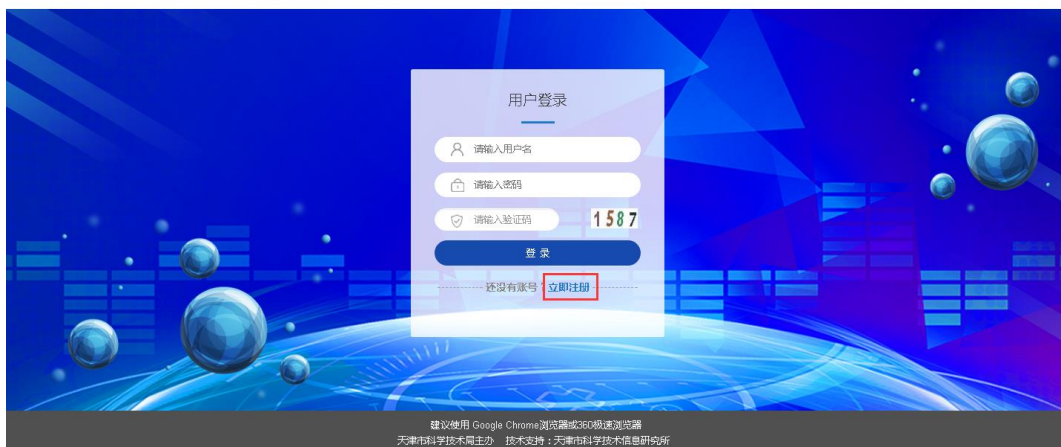 用户登录
请输入用户名
请输入密码
请输入验证码 1587
登录
还没有账号？立即注册
建议使用 Google Chrome浏览器或360极速浏览器
天津市科学技术局主办 技术支持：天津市科学技术信息研究所